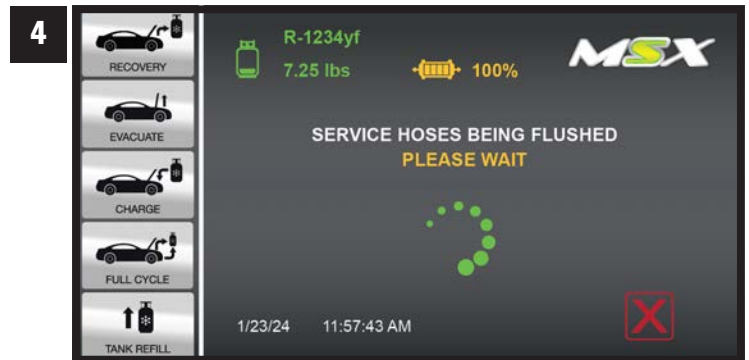 4
RECOVERY
EVACUATE
CHARGE
FULL CYCLE
TANK REFILL
R-1234yf
7.25 lbs
100%
MSX
SERVICE HOSES BEING FLUSHED
PLEASE WAIT
1/23/24 11:57:43 AM